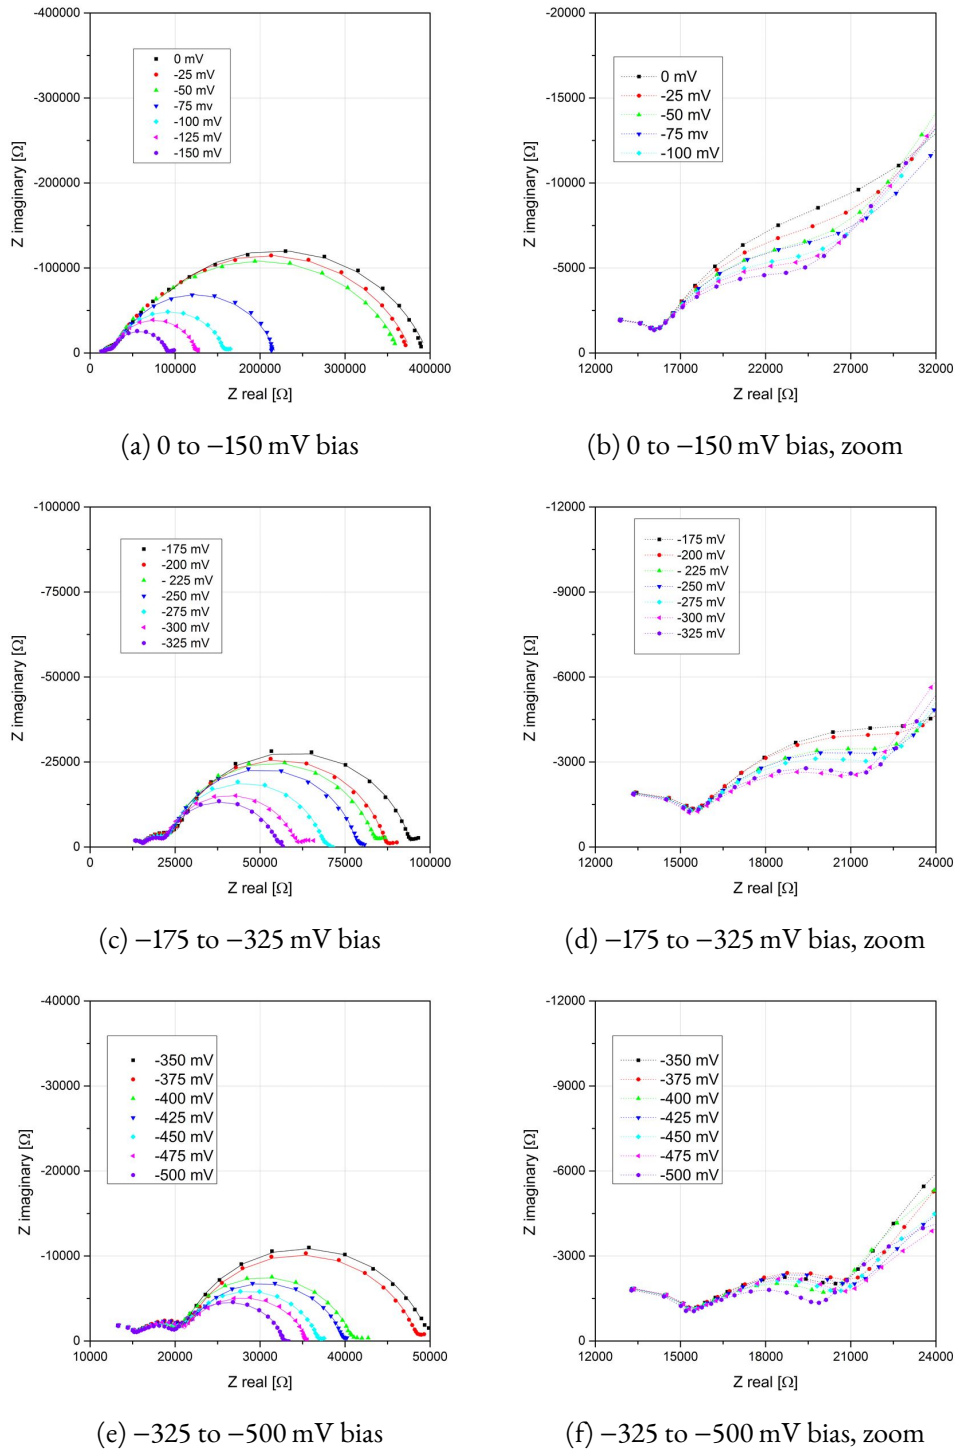 -400000
-300000
-200000
-100000
0
0 100000 200000 300000 400000
Z imaginary [Ω]
Z real [Ω]
0 mV
-25 mV
-50 mV
-75 mv
-100 mV
-125 mV
-150 mV
(a) 0 to −150 mV bias
-20000
-15000
-10000
-5000
0
12000 17000 22000 27000 32000
Z imaginary [Ω]
Z real [Ω]
0 mV
-25 mV
-50 mV
-75 mv
-100 mV
(b) 0 to −150 mV bias, zoom
-100000
-75000
-50000
-25000
0
0 25000 50000 75000 100000
Z imaginary [Ω]
Z real [Ω]
-175 mV
-200 mV
- 225 mV
-250 mV
-275 mV
-300 mV
-325 mV
(c) −175 to −325 mV bias
-12000
-9000
-6000
-3000
0
12000 15000 18000 21000 24000
Z imaginary [Ω]
Z real [Ω]
-175 mV
-200 mV
- 225 mV
-250 mV
-275 mV
-300 mV
-325 mV
(d) −175 to −325 mV bias, zoom
-40000
-30000
-20000
-10000
0
10000 20000 30000 40000 50000
Z imaginary [Ω]
Z real [Ω]
-350 mV
-375 mV
-400 mV
-425 mV
-450 mV
-475 mV
-500 mV
(e) −325 to −500 mV bias
-12000
-9000
-6000
-3000
0
12000 15000 18000 21000 24000
Z imaginary [Ω]
Z real [Ω]
-350 mV
-375 mV
-400 mV
-425 mV
-450 mV
-475 mV
-500 mV
(f) −325 to −500 mV bias, zoom